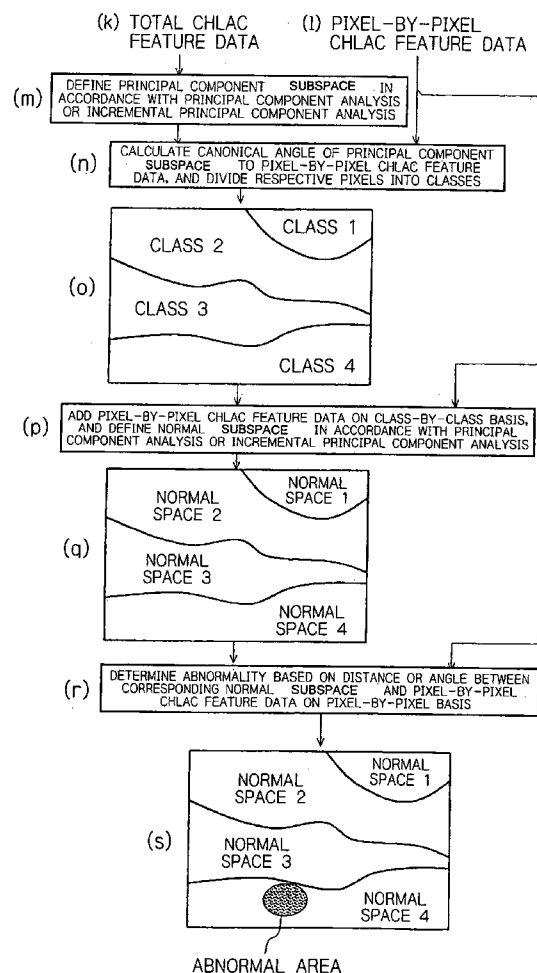 (k) TOTAL CHLAC
FEATURE DATA
(l) PIXEL-BY-PIXEL
CHLAC FEATURE DATA
(m)
DEFINE PRINCIPAL COMPONENT SUBSPACE IN
ACCORDANCE WITH PRINCIPAL COMPONENT ANALYSIS
OR INCREMENTAL PRINCIPAL COMPONENT ANALYSIS
(n)
CALCULATE CANONICAL ANGLE OF PRINCIPAL COMPONENT
SUBSPACE TO PIXEL-BY-PIXEL CHLAC FEATURE
DATA, AND DIVIDE RESPECTIVE PIXELS INTO CLASSES
(o)
CLASS 1
CLASS 2
CLASS 3
CLASS 4
(p)
ADD PIXEL-BY-PIXEL CHLAC FEATURE DATA ON CLASS-BY-CLASS BASIS,
AND DEFINE NORMAL SUBSPACE IN ACCORDANCE WITH PRINCIPAL
COMPONENT ANALYSIS OR INCREMENTAL PRINCIPAL COMPONENT ANALYSIS
(q)
NORMAL
SPACE 1
NORMAL
SPACE 2
NORMAL
SPACE 3
NORMAL
SPACE 4
(r)
DETERMINE ABNORMALITY BASED ON DISTANCE OR ANGLE BETWEEN
CORRESPONDING NORMAL SUBSPACE AND PIXEL-BY-PIXEL
CHLAC FEATURE DATA ON PIXEL-BY-PIXEL BASIS
(s)
NORMAL
SPACE 1
NORMAL
SPACE 2
NORMAL
SPACE 3
NORMAL
SPACE 4
ABNORMAL AREA